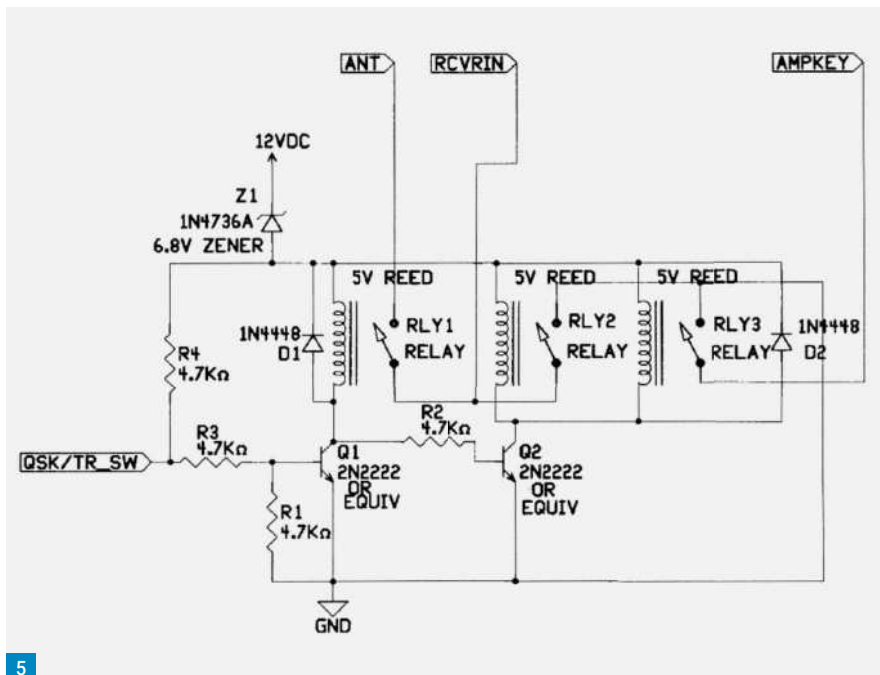 ANT
RCVRIN
AMPKEY
12VDC
Z1
1N4736A
6.8V ZENER
5V REED
5V REED
5V REED
1N4448
D1
RLY1
RELAY
RLY2
RELAY
RLY3
RELAY
1N4448
D2
R4
4.7KΩ
R3
4.7KΩ
R2
4.7KΩ
QSK/TR_SW
Q1
2N2222
OR
EQUIV
Q2
2N2222
OR
EQUIV
R1
4.7KΩ
GND
5